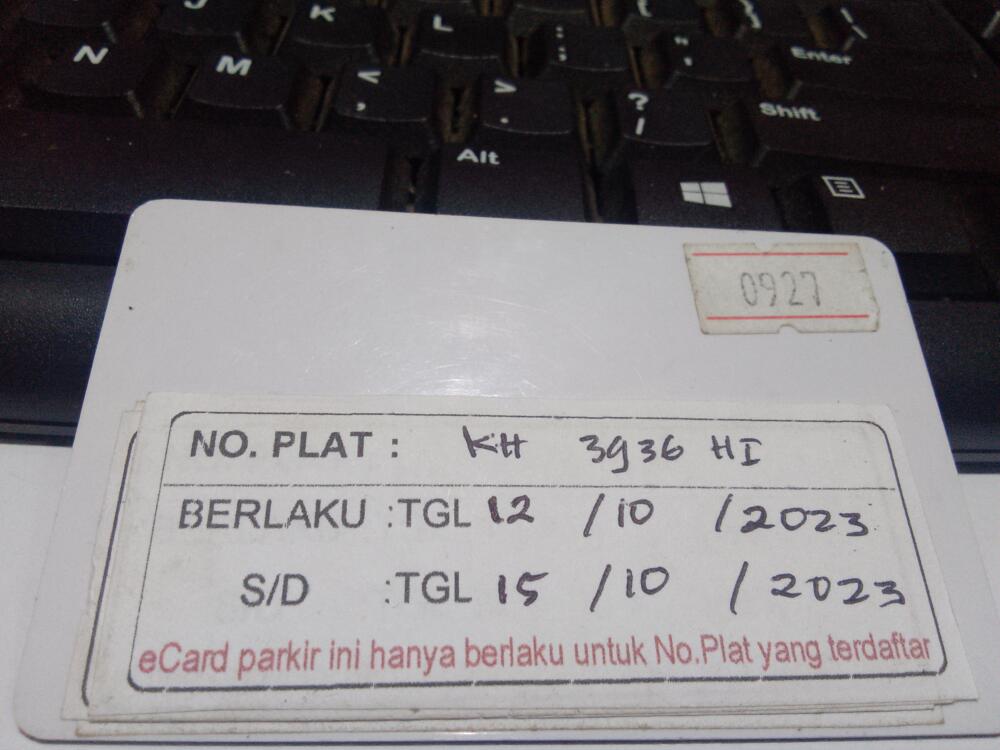 J K L : ; " '
N M < , > . ? / Enter
Alt Shift
0927
NO. PLAT : KH 3936 HI
BERLAKU :TGL 12 /10 /2023
S/D :TGL 15 /10 /2023
eCard parkir ini hanya berlaku untuk No.Plat yang terdaftar